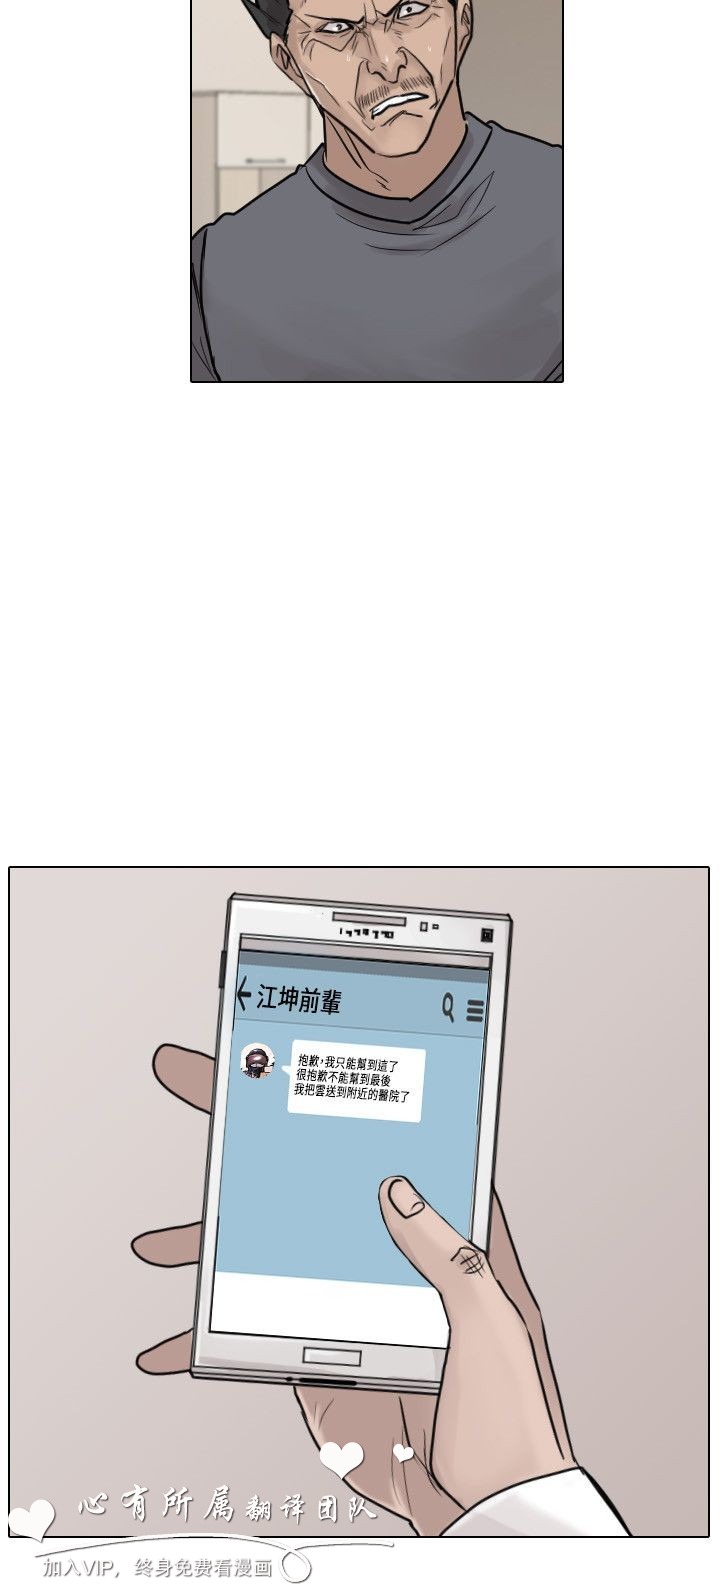 江坤前輩
抱歉，我只能幫到這了
很抱歉不能幫到最後
我把雲送到附近的醫院了
心有所属翻译团队
加入VIP，终身免费看漫画